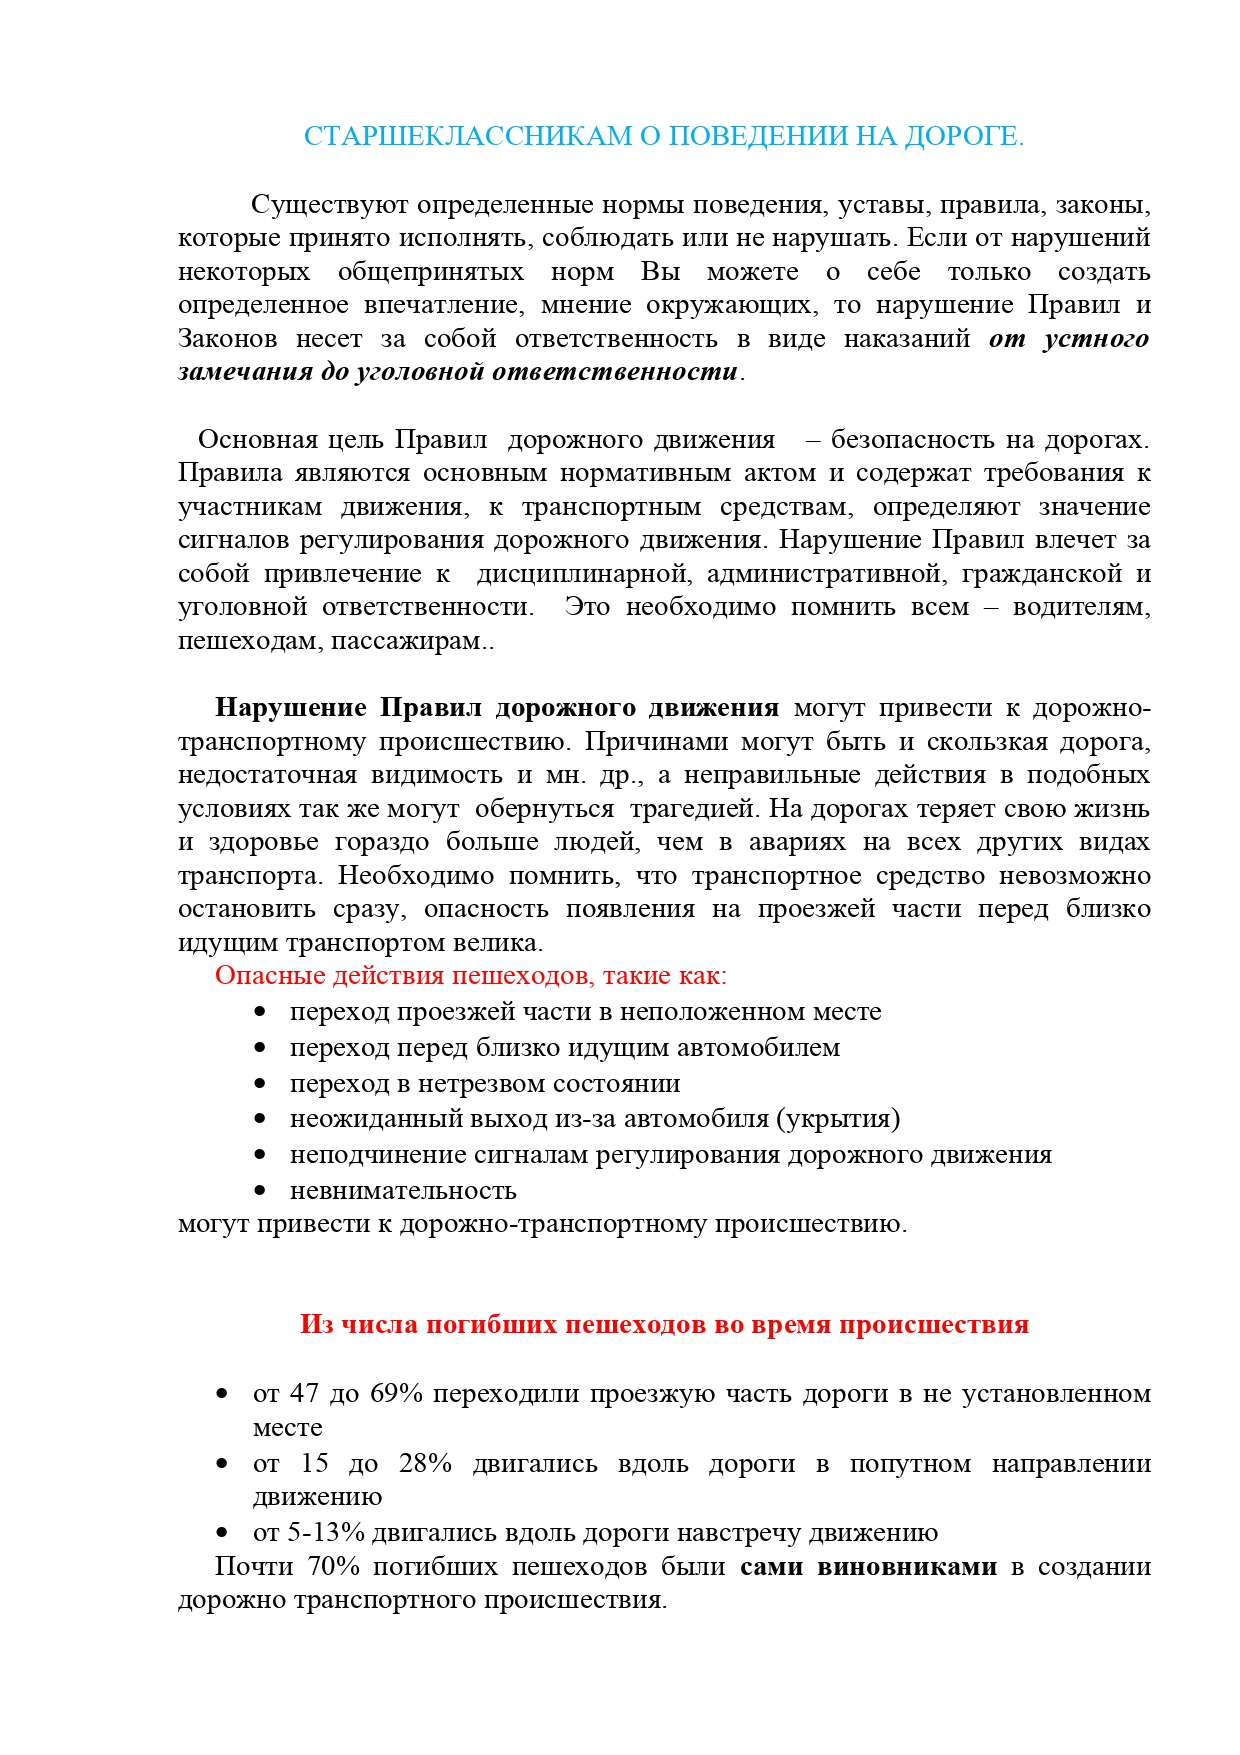 СТАРШЕКЛАССНИКАМ О ПОВЕДЕНИИ НА ДОРОГЕ.
Существуют определенные нормы поведения, уставы, правила, законы,
которые принято исполнять, соблюдать или не нарушать. Если от нарушений
некоторых общепринятых норм Вы можете о себе только создать
определенное впечатление, мнение окружающих, то нарушение Правил и
Законов несет за собой ответственность в виде наказаний от устного
замечания до уголовной ответственности.
Основная цель Правил дорожного движения – безопасность на дорогах.
Правила являются основным нормативным актом и содержат требования к
участникам движения, к транспортным средствам, определяют значение
сигналов регулирования дорожного движения. Нарушение Правил влечет за
собой привлечение к дисциплинарной, административной, гражданской и
уголовной ответственности. Это необходимо помнить всем – водителям,
пешеходам, пассажирам..
Нарушение Правил дорожного движения могут привести к дорожно-
транспортному происшествию. Причинами могут быть и скользкая дорога,
недостаточная видимость и мн. др., а неправильные действия в подобных
условиях так же могут обернуться трагедией. На дорогах теряет свою жизнь
и здоровье гораздо больше людей, чем в авариях на всех других видах
транспорта. Необходимо помнить, что транспортное средство невозможно
остановить сразу, опасность появления на проезжей части перед близко
идущим транспортом велика.
Опасные действия пешеходов, такие как:
• переход проезжей части в неположенном месте
• переход перед близко идущим автомобилем
• переход в нетрезвом состоянии
• неожиданный выход из-за автомобиля (укрытия)
• неподчинение сигналам регулирования дорожного движения
• невнимательность
могут привести к дорожно-транспортному происшествию.
Из числа погибших пешеходов во время происшествия
• от 47 до 69% переходили проезжую часть дороги в не установленном
месте
• от 15 до 28% двигались вдоль дороги в попутном направлении
движению
• от 5-13% двигались вдоль дороги навстречу движению
Почти 70% погибших пешеходов были сами виновниками в создании
дорожно транспортного происшествия.